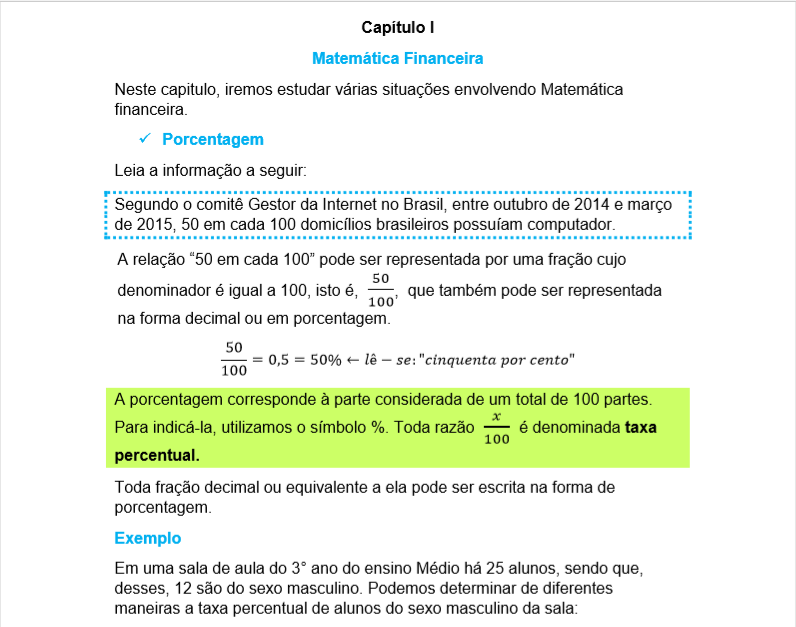 Capítulo I
Matemática Financeira
Neste capitulo, iremos estudar várias situações envolvendo Matemática
financeira.
✓ Porcentagem
Leia a informação a seguir:
Segundo o comitê Gestor da Internet no Brasil, entre outubro de 2014 e março
de 2015, 50 em cada 100 domicílios brasileiros possuíam computador.
A relação “50 em cada 100” pode ser representada por uma fração cujo
denominador é igual a 100, isto é, 50/100, que também pode ser representada
na forma decimal ou em porcentagem.
50/100 = 0,5 = 50% ← lê − se: "cinquenta por cento"
A porcentagem corresponde à parte considerada de um total de 100 partes.
Para indicá-la, utilizamos o símbolo %. Toda razão x/100 é denominada taxa
percentual.
Toda fração decimal ou equivalente a ela pode ser escrita na forma de
porcentagem.
Exemplo
Em uma sala de aula do 3° ano do ensino Médio há 25 alunos, sendo que,
desses, 12 são do sexo masculino. Podemos determinar de diferentes
maneiras a taxa percentual de alunos do sexo masculino da sala: